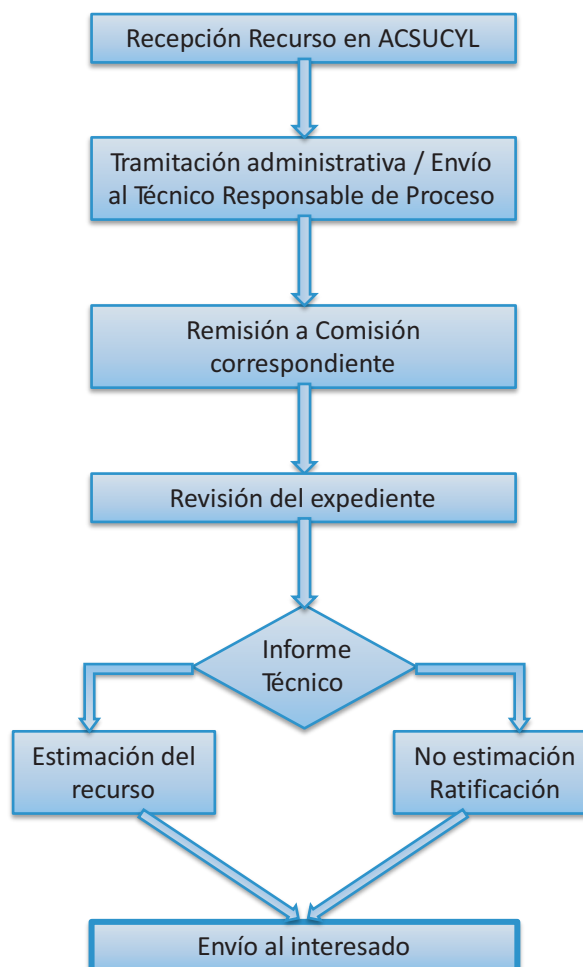 Recepción Recurso en ACSUCYL
Tramitación administrativa / Envío
al Técnico Responsable de Proceso
Remisión a Comisión
correspondiente
Revisión del expediente
Informe
Técnico
Estimación del
recurso
No estimación
Ratificación
Envío al interesado